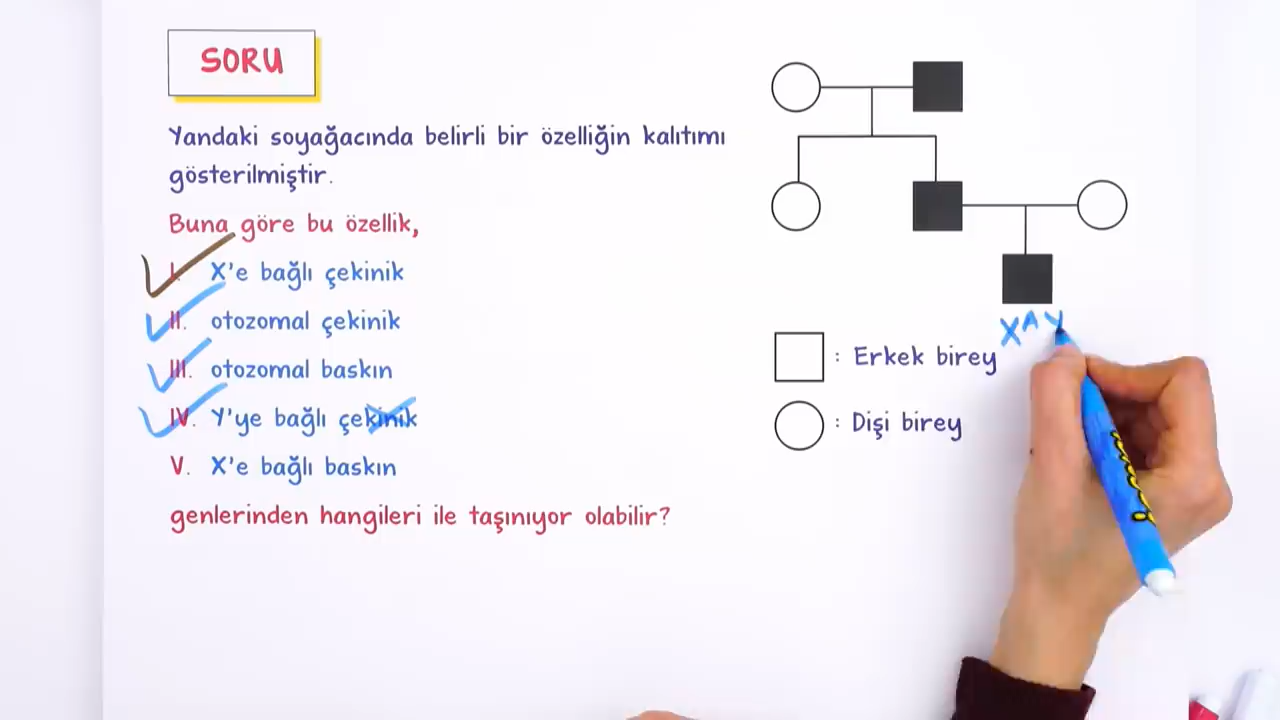 SORU
Yandaki soyağacında belirli bir özelliğin kalıtımı
gösterilmiştir.
Buna göre bu özellik,
I. X'e bağlı çekinik
II. otozomal çekinik
III. otozomal baskın
IV. Y'ye bağlı çekinik
V. X'e bağlı baskın
genlerinden hangileri ile taşınıyor olabilir?
XAY
: Erkek birey
: Dişi birey